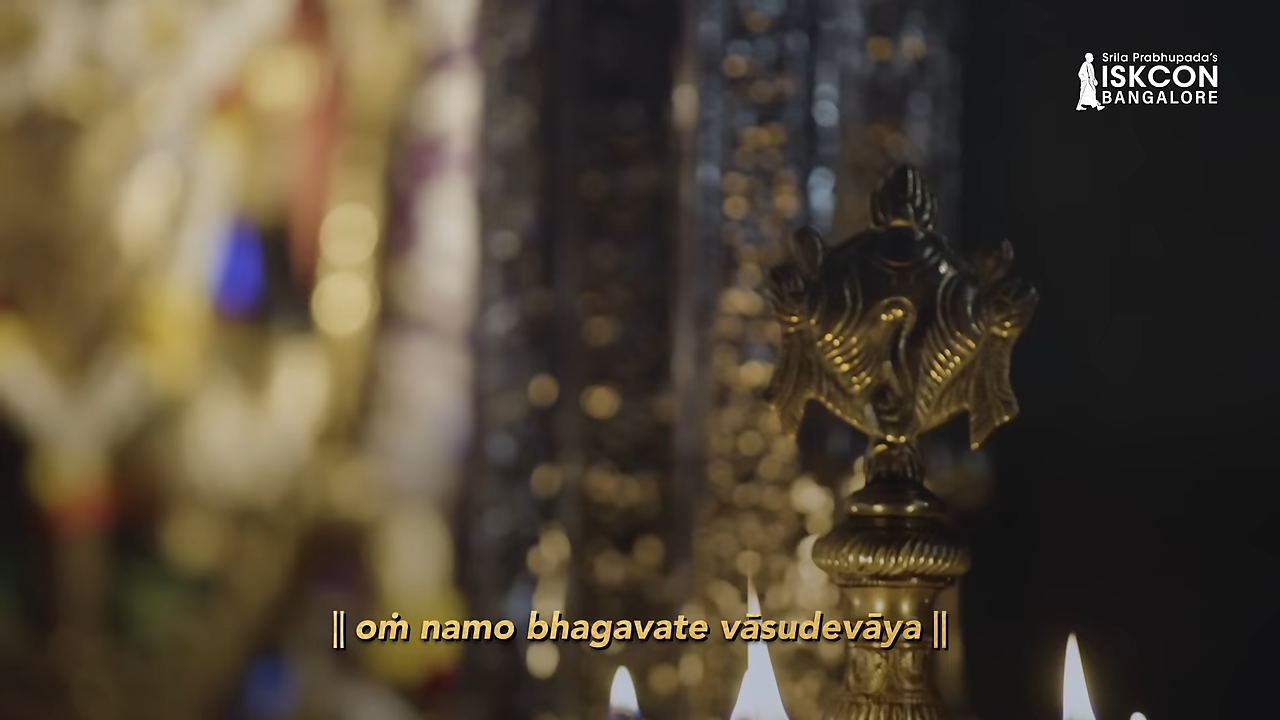 Srila Prabhupada's
ISKCON
BANGALORE
|| oṁ namo bhagavate vāsudevāya ||